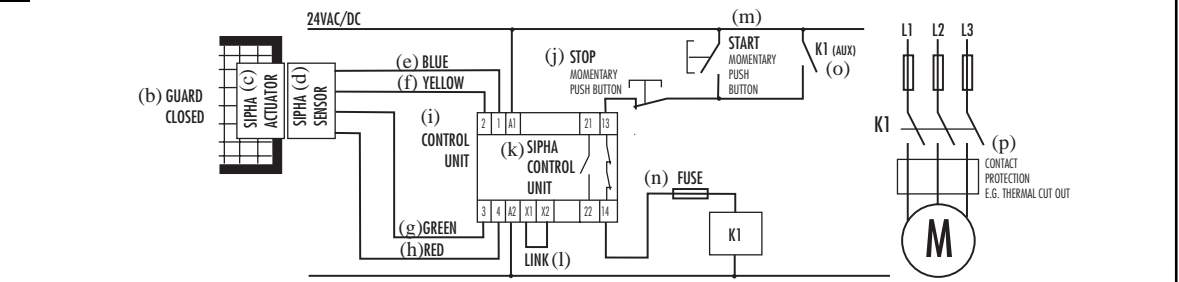 24VAC/DC
(m)
(e) BLUE
(f) YELLOW
(b) GUARD
CLOSED
SIPHA (c)
ACTUATOR
SIPHA (d)
SENSOR
(j) STOP
MOMENTARY
PUSH BUTTON
START
MOMENTARY
PUSH
BUTTON
K1 (AUX)
(o)
L1 L2 L3
(i)
CONTROL
UNIT
2 1 A1 21 13
(k) SIPHA
CONTROL
UNIT
3 4 A2 X1 X2 22 14
(g)GREEN
(h)RED
LINK (l)
(n) FUSE
K1
K1
(p)
CONTACT
PROTECTION
E.G. THERMAL CUT OUT
M